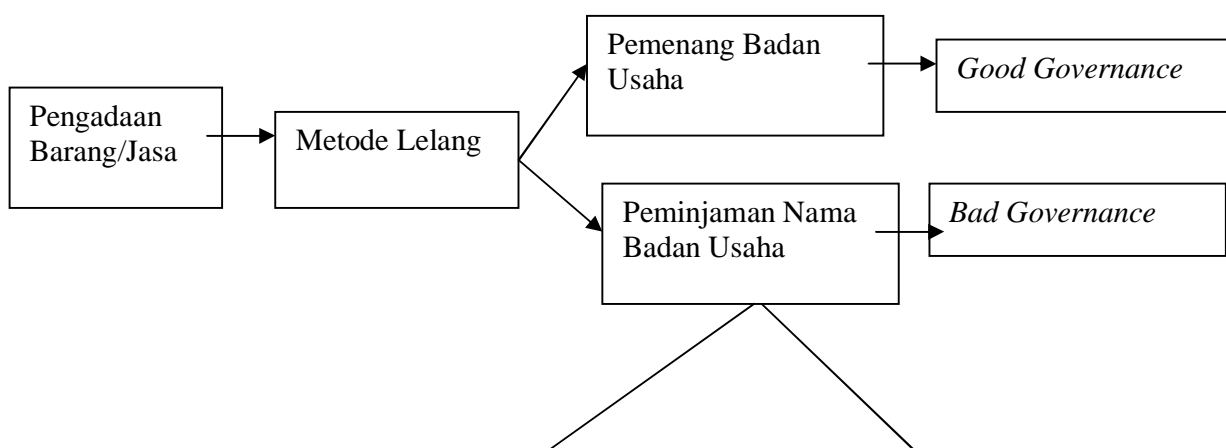 Pengadaan
Barang/Jasa
Metode Lelang
Pemenang Badan
Usaha
Good Governance
Peminjaman Nama
Badan Usaha
Bad Governance